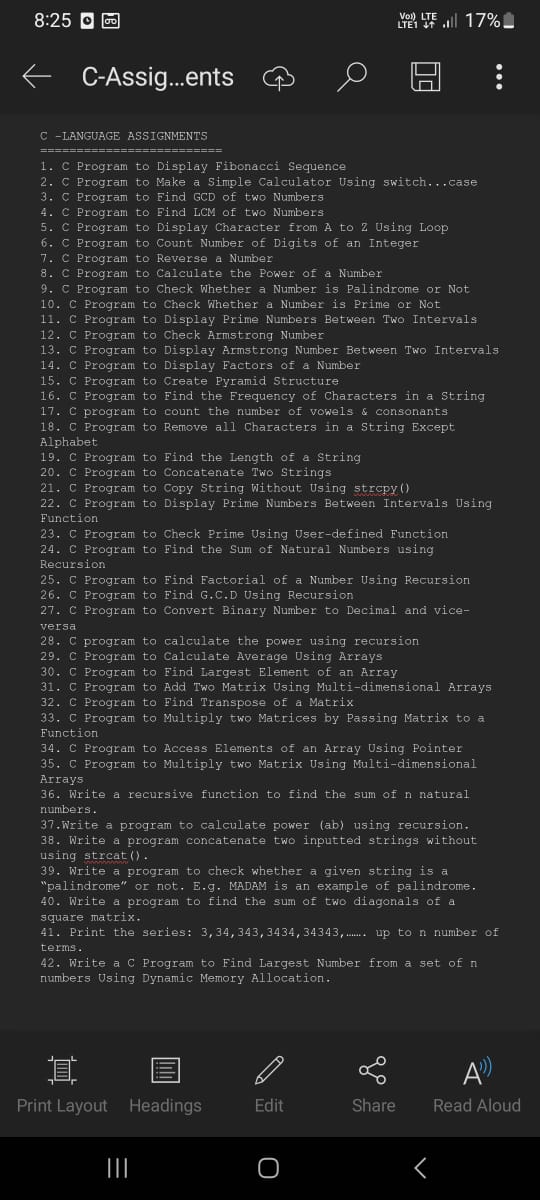 8:25
Vo)) LTE
LTE1
17%
C-Assig...ents
C -LANGUAGE ASSIGNMENTS
=========================
1. C Program to Display Fibonacci Sequence
2. C Program to Make a Simple Calculator Using switch...case
3. C Program to Find GCD of two Numbers
4. C Program to Find LCM of two Numbers
5. C Program to Display Character from A to Z Using Loop
6. C Program to Count Number of Digits of an Integer
7. C Program to Reverse a Number
8. C Program to Calculate the Power of a Number
9. C Program to Check Whether a Number is Palindrome or Not
10. C Program to Check Whether a Number is Prime or Not
11. C Program to Display Prime Numbers Between Two Intervals
12. C Program to Check Armstrong Number
13. C Program to Display Armstrong Number Between Two Intervals
14. C Program to Display Factors of a Number
15. C Program to Create Pyramid Structure
16. C Program to Find the Frequency of Characters in a String
17. C program to count the number of vowels & consonants
18. C Program to Remove all Characters in a String Except
Alphabet
19. C Program to Find the Length of a String
20. C Program to Concatenate Two Strings
21. C Program to Copy String Without Using strcpy()
22. C Program to Display Prime Numbers Between Intervals Using
Function
23. C Program to Check Prime Using User-defined Function
24. C Program to Find the Sum of Natural Numbers using
Recursion
25. C Program to Find Factorial of a Number Using Recursion
26. C Program to Find G.C.D Using Recursion
27. C Program to Convert Binary Number to Decimal and vice-
versa
28. C program to calculate the power using recursion
29. C Program to Calculate Average Using Arrays
30. C Program to Find Largest Element of an Array
31. C Program to Add Two Matrix Using Multi-dimensional Arrays
32. C Program to Find Transpose of a Matrix
33. C Program to Multiply two Matrices by Passing Matrix to a
Function
34. C Program to Access Elements of an Array Using Pointer
35. C Program to Multiply two Matrix Using Multi-dimensional
Arrays
36. Write a recursive function to find the sum of n natural
numbers.
37.Write a program to calculate power (ab) using recursion.
38. Write a program concatenate two inputted strings without
using strcat().
39. Write a program to check whether a given string is a
“palindrome” or not. E.g. MADAM is an example of palindrome.
40. Write a program to find the sum of two diagonals of a
square matrix.
41. Print the series: 3,34,343,3434,34343,……. up to n number of
terms.
42. Write a C Program to Find Largest Number from a set of n
numbers Using Dynamic Memory Allocation.
Print Layout Headings Edit Share Read Aloud